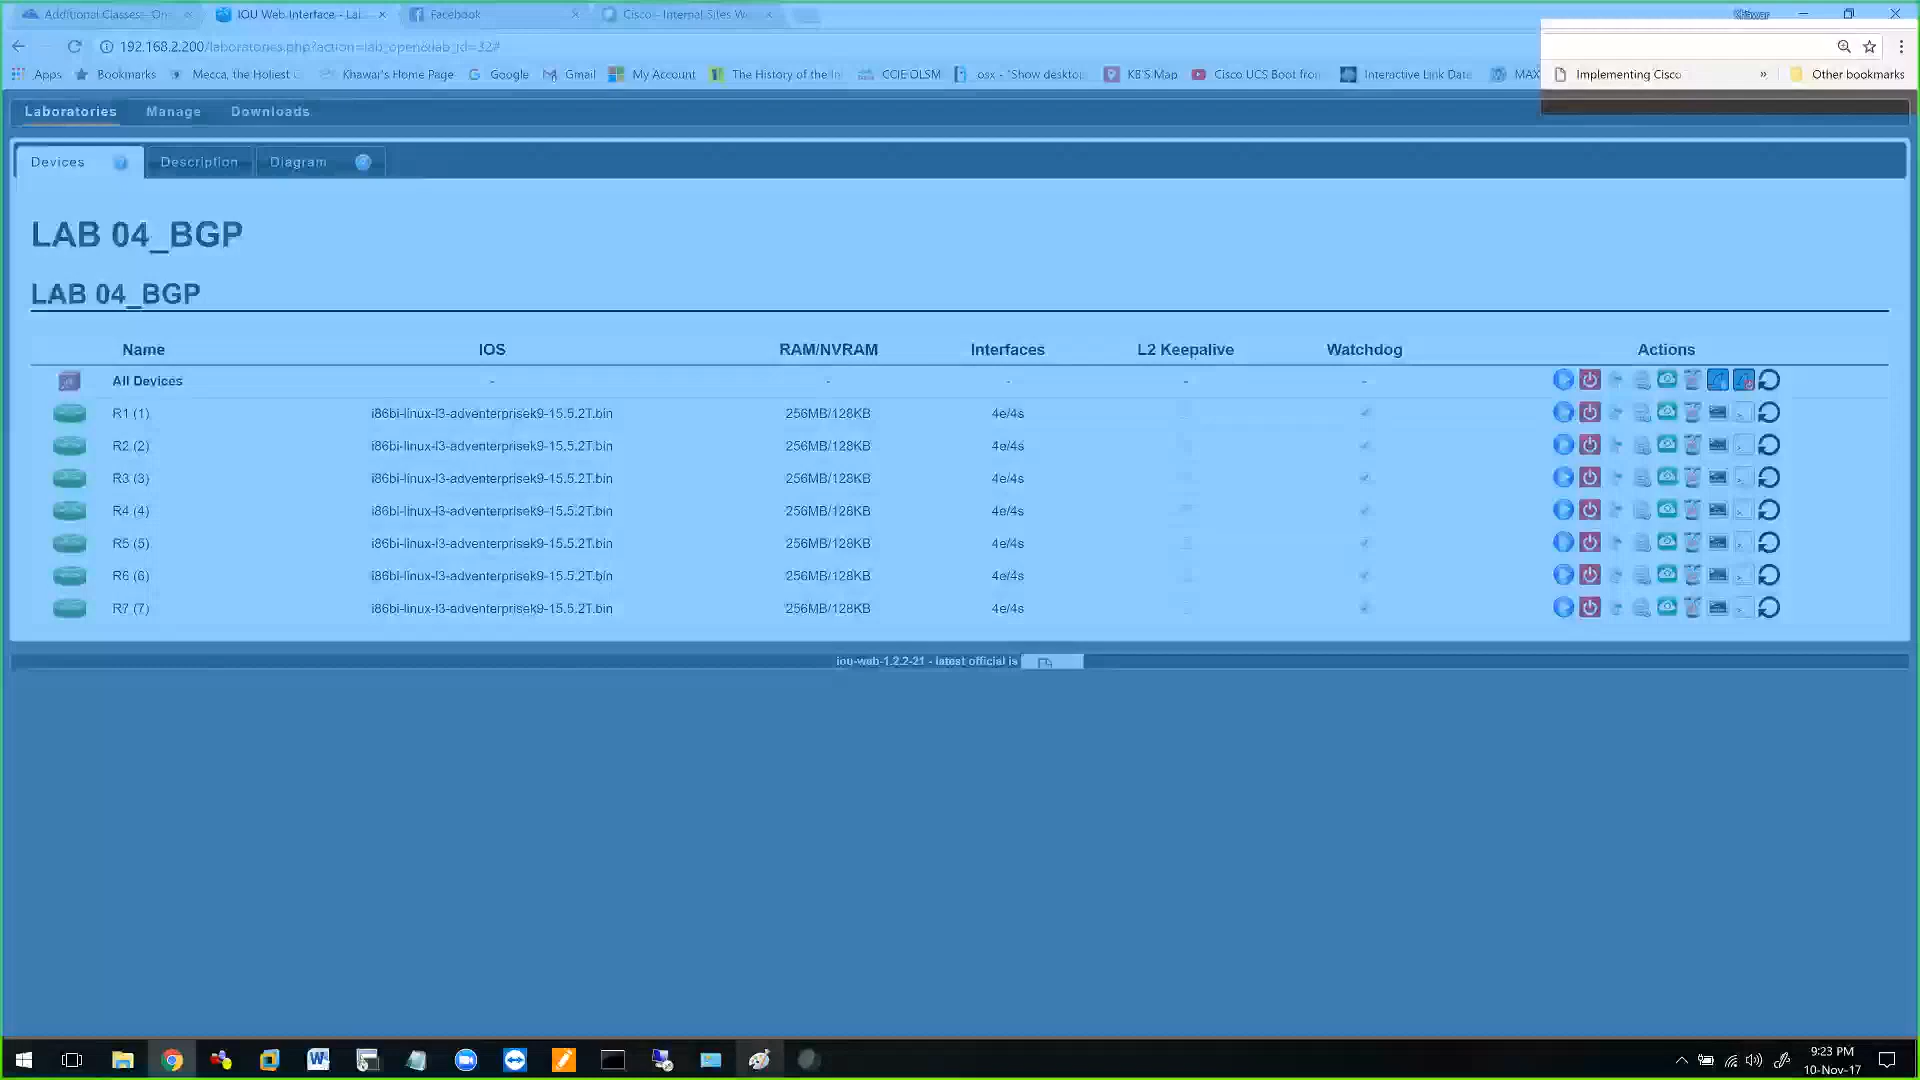 Additional Classes- On
IOU Web Interface - Lai
Facebook
Cisco - Internal Sites W
Khawar
192.168.2.200/laboratories.php?action=lab_open&lab_id=32#
Apps
Bookmarks
Mecca, the Holiest
Khawar's Home Page
Google
Gmail
My Account
The History of the In
CCIE OLSM
osx - "Show desktop
KB'S Map
Cisco UCS Boot from
Interactive Link Data
MAX
Implementing Cisco
»
Other bookmarks
Laboratories Manage Downloads
Devices Description Diagram
LAB 04_BGP
LAB 04_BGP
Name IOS RAM/NVRAM Interfaces L2 Keepalive Watchdog Actions
All Devices - - - - -
R1 (1) i86bi-linux-l3-adventerprisek9-15.5.2T.bin 256MB/128KB 4e/4s
R2 (2) i86bi-linux-l3-adventerprisek9-15.5.2T.bin 256MB/128KB 4e/4s
R3 (3) i86bi-linux-l3-adventerprisek9-15.5.2T.bin 256MB/128KB 4e/4s
R4 (4) i86bi-linux-l3-adventerprisek9-15.5.2T.bin 256MB/128KB 4e/4s
R5 (5) i86bi-linux-l3-adventerprisek9-15.5.2T.bin 256MB/128KB 4e/4s
R6 (6) i86bi-linux-l3-adventerprisek9-15.5.2T.bin 256MB/128KB 4e/4s
R7 (7) i86bi-linux-l3-adventerprisek9-15.5.2T.bin 256MB/128KB 4e/4s
iou-web-1.2.2-21 - latest official is
9:23 PM
10-Nov-17